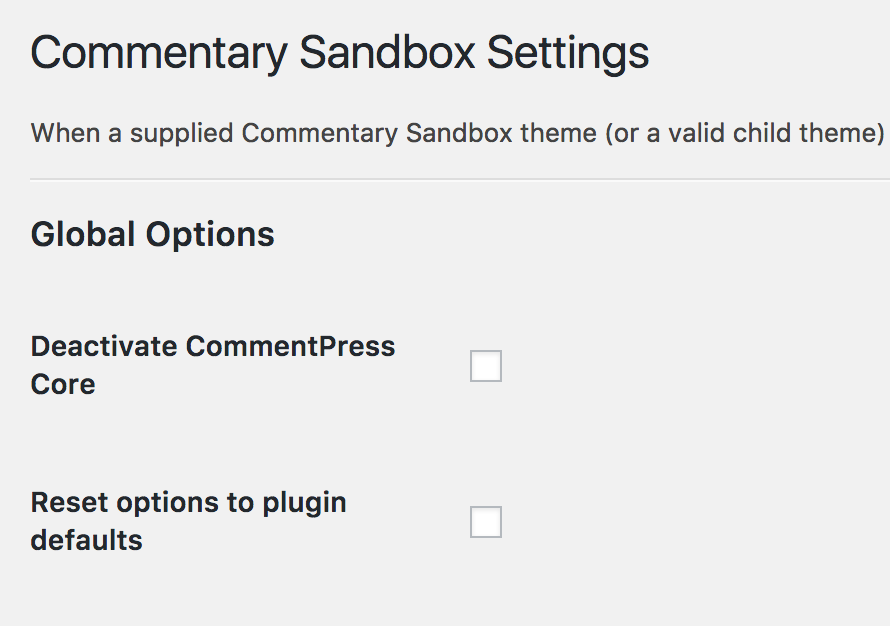 Commentary Sandbox Settings
When a supplied Commentary Sandbox theme (or a valid child theme)
Global Options
Deactivate CommentPress
Core
Reset options to plugin
defaults